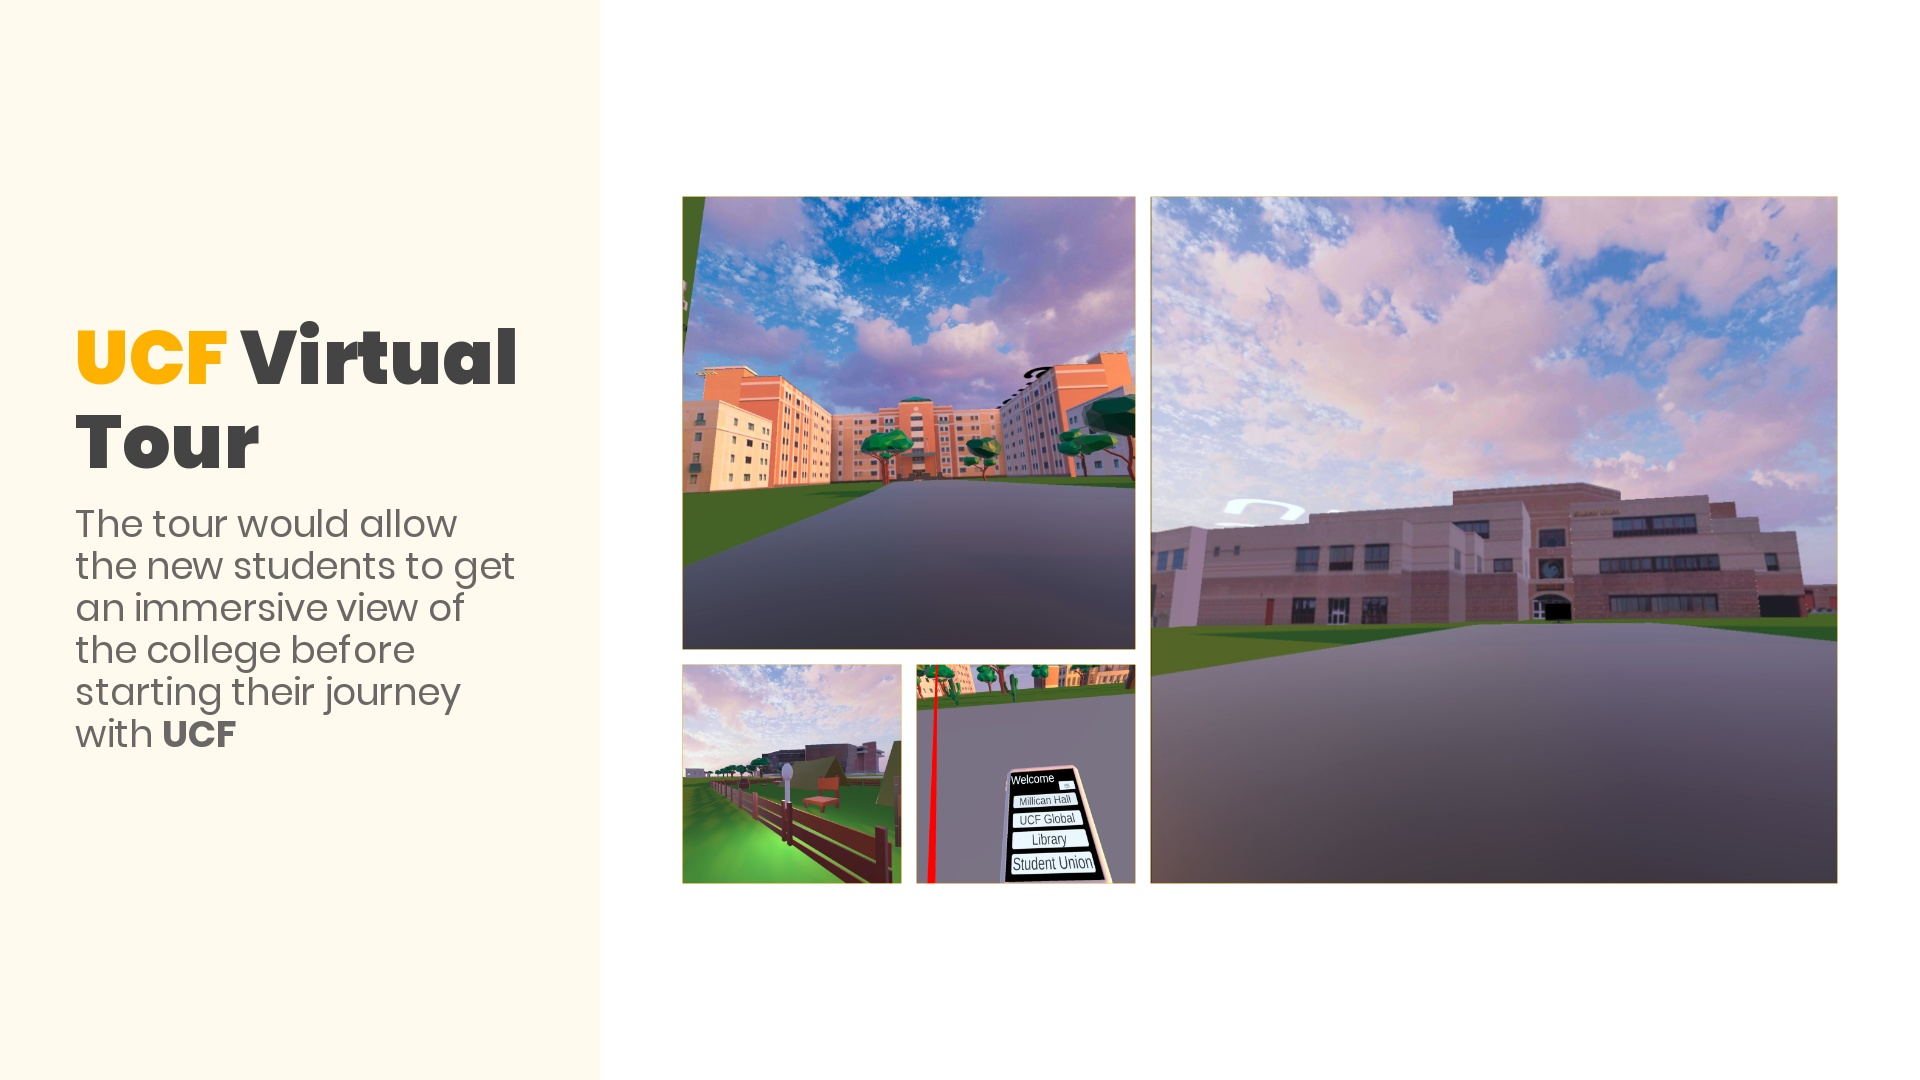 UCF Virtual
Tour
The tour would allow
the new students to get
an immersive view of
the college before
starting their journey
with UCF
Welcome
Millican Hall
UCF Global
Library
Student Union